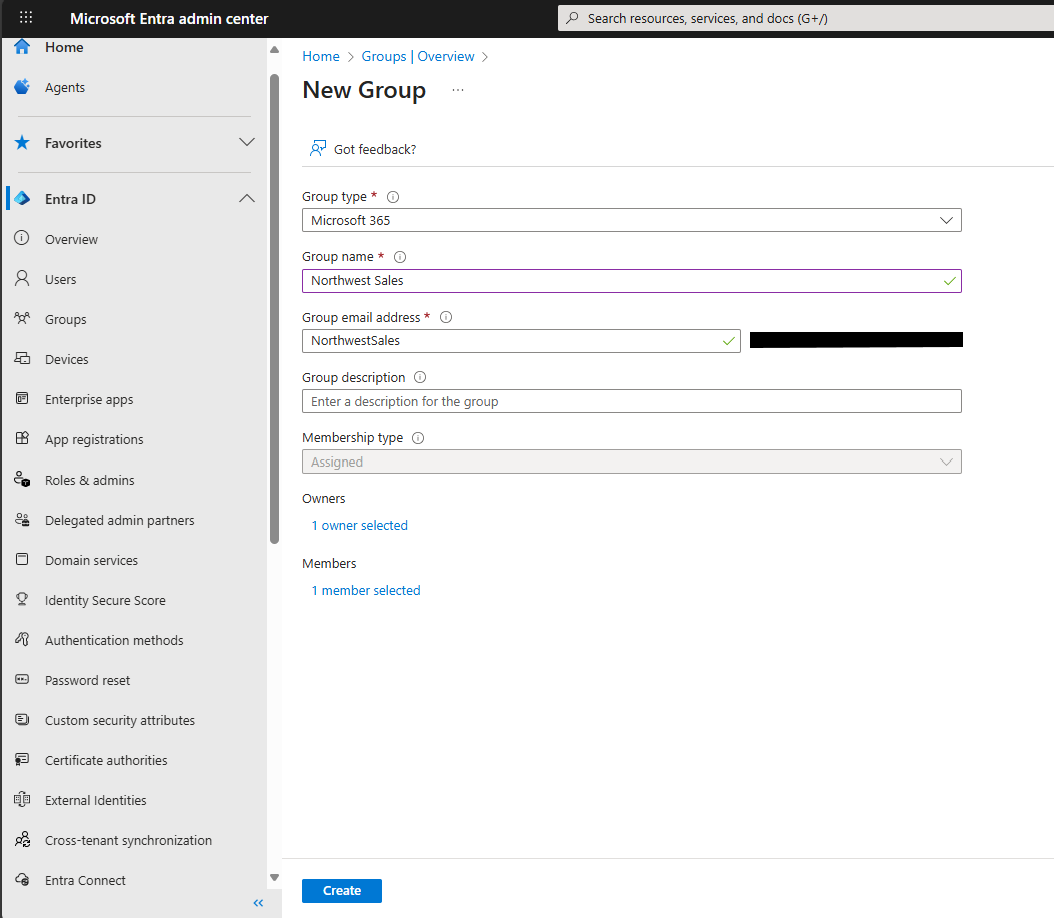 Microsoft Entra admin center
Search resources, services, and docs (G+/)
Home
Agents
Favorites
Entra ID
Overview
Users
Groups
Devices
Enterprise apps
App registrations
Roles & admins
Delegated admin partners
Domain services
Identity Secure Score
Authentication methods
Password reset
Custom security attributes
Certificate authorities
External Identities
Cross-tenant synchronization
Entra Connect
Home > Groups | Overview >
New Group ...
Got feedback?
Group type *
Microsoft 365
Group name *
Northwest Sales
Group email address *
NorthwestSales
Group description
Enter a description for the group
Membership type
Assigned
Owners
1 owner selected
Members
1 member selected
Create